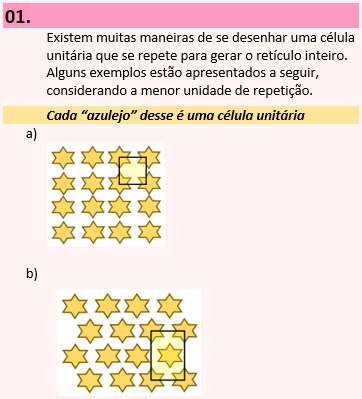 01.
Existem muitas maneiras de se desenhar uma célula
unitária que se repete para gerar o retículo inteiro.
Alguns exemplos estão apresentados a seguir,
considerando a menor unidade de repetição.
Cada “azulejo” desse é uma célula unitária
a)
b)